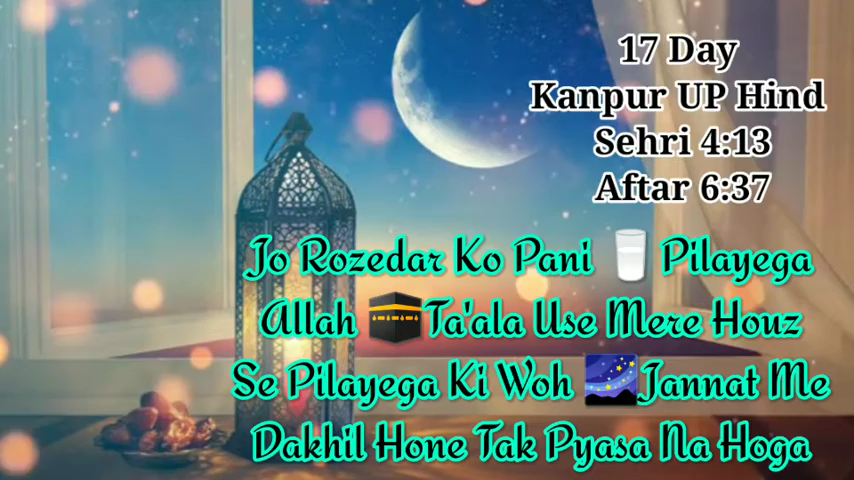 17 Day
Kanpur UP Hind
Sehri 4:13
Aftar 6:37
Jo Rozedar Ko Pani 🥛 Pilayega
Allah 🕋 Ta'ala Use Mere Houz
Se Pilayega Ki Woh 🌌 Jannat Me
Dakhil Hone Tak Pyasa Na Hoga